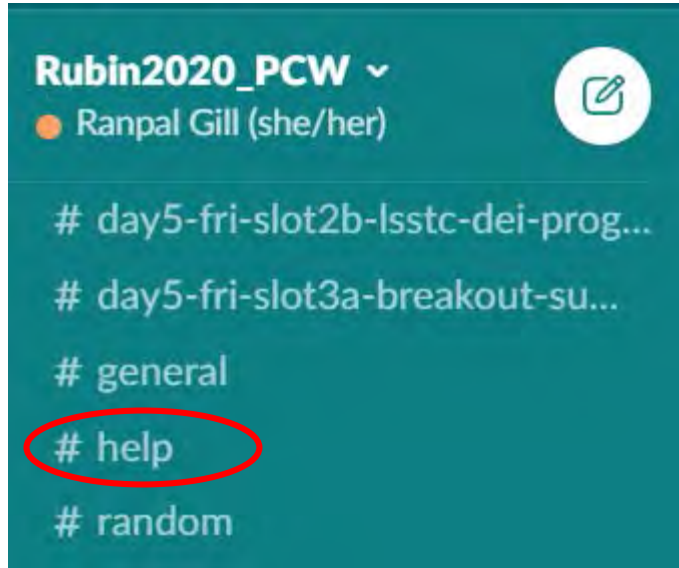 Rubin2020_PCW
Ranpal Gill (she/her)
# day5-fri-slot2b-lsstc-dei-prog...
# day5-fri-slot3a-breakout-su...
# general
# help
# random